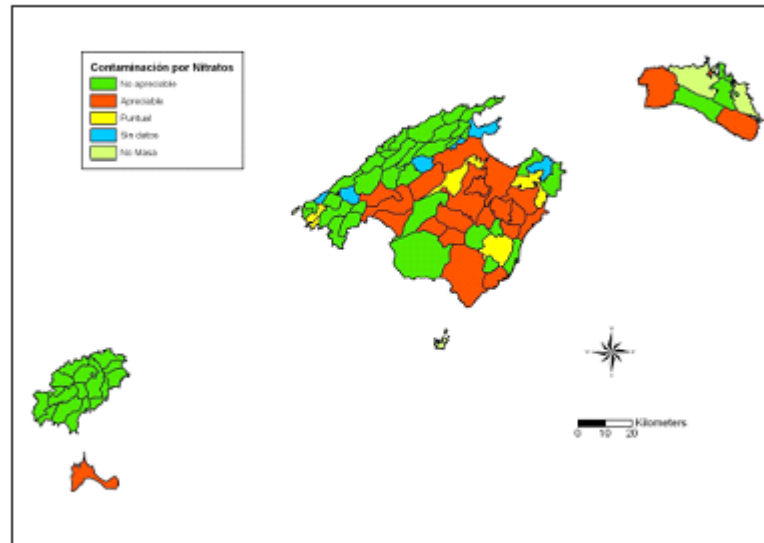 Contaminación por Nitratos
No apreciable
Apreciable
Puntual
Sin datos
No Masa
Kilometers
0 10 20